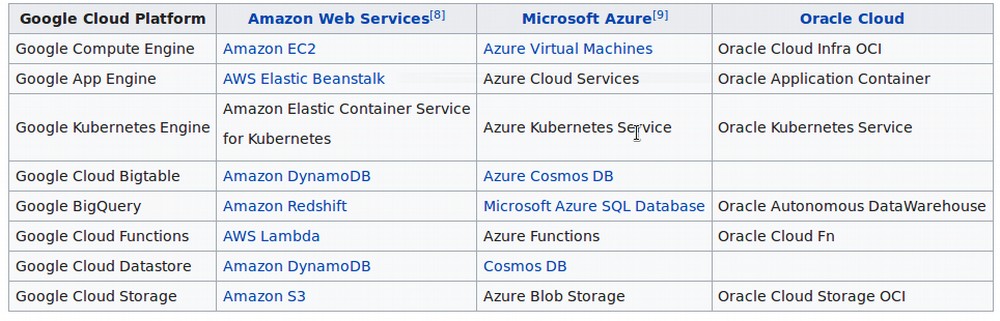 Google Cloud Platform Amazon Web Services[8] Microsoft Azure[9] Oracle Cloud
Google Compute Engine Amazon EC2 Azure Virtual Machines Oracle Cloud Infra OCI
Google App Engine AWS Elastic Beanstalk Azure Cloud Services Oracle Application Container
Google Kubernetes Engine Amazon Elastic Container Service
for Kubernetes Azure Kubernetes Service Oracle Kubernetes Service
Google Cloud Bigtable Amazon DynamoDB Azure Cosmos DB
Google BigQuery Amazon Redshift Microsoft Azure SQL Database Oracle Autonomous DataWarehouse
Google Cloud Functions AWS Lambda Azure Functions Oracle Cloud Fn
Google Cloud Datastore Amazon DynamoDB Cosmos DB
Google Cloud Storage Amazon S3 Azure Blob Storage Oracle Cloud Storage OCI